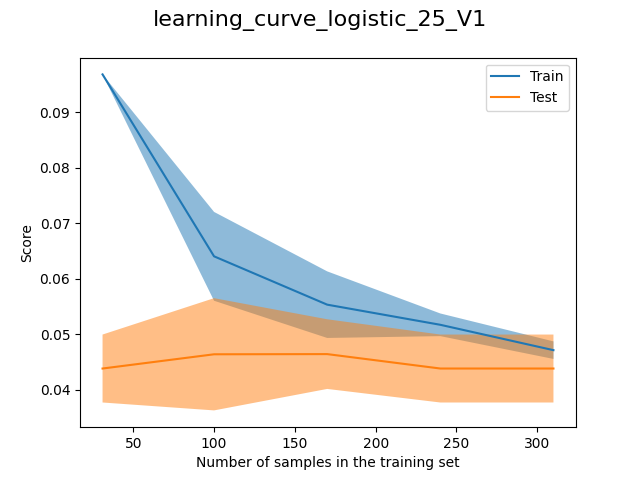 learning_curve_logistic_25_V1
Train
Test
0.09
0.08
0.07
0.06
0.05
0.04
Score
50
100
150
200
250
300
Number of samples in the training set